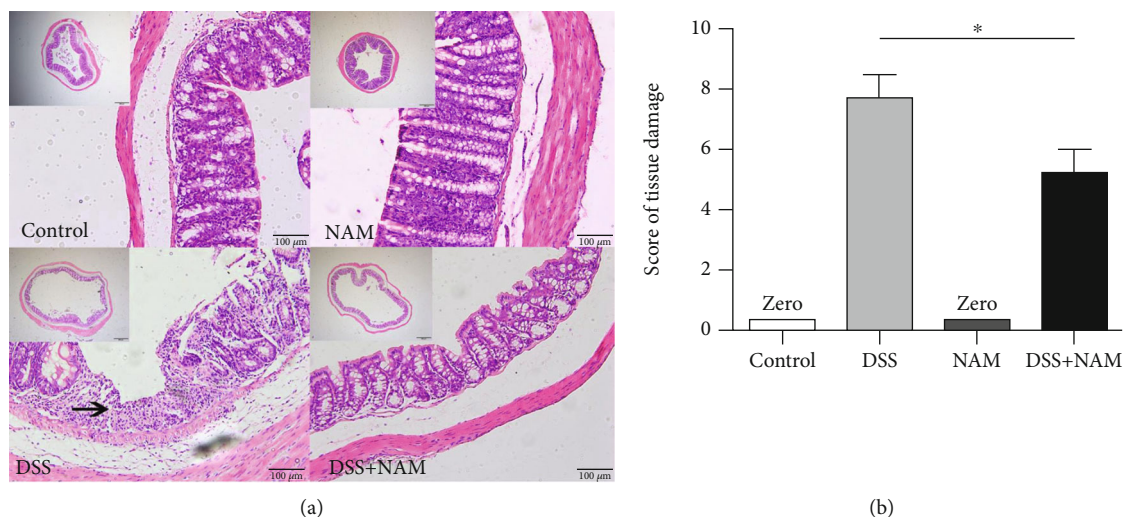 Control
100 µm
NAM
100 µm
DSS
100 µm
DSS+NAM
100 µm
(a)
Score of tissue damage
10
8
6
4
2
0
*
Zero
Zero
Control
DSS
NAM
DSS+NAM
(b)